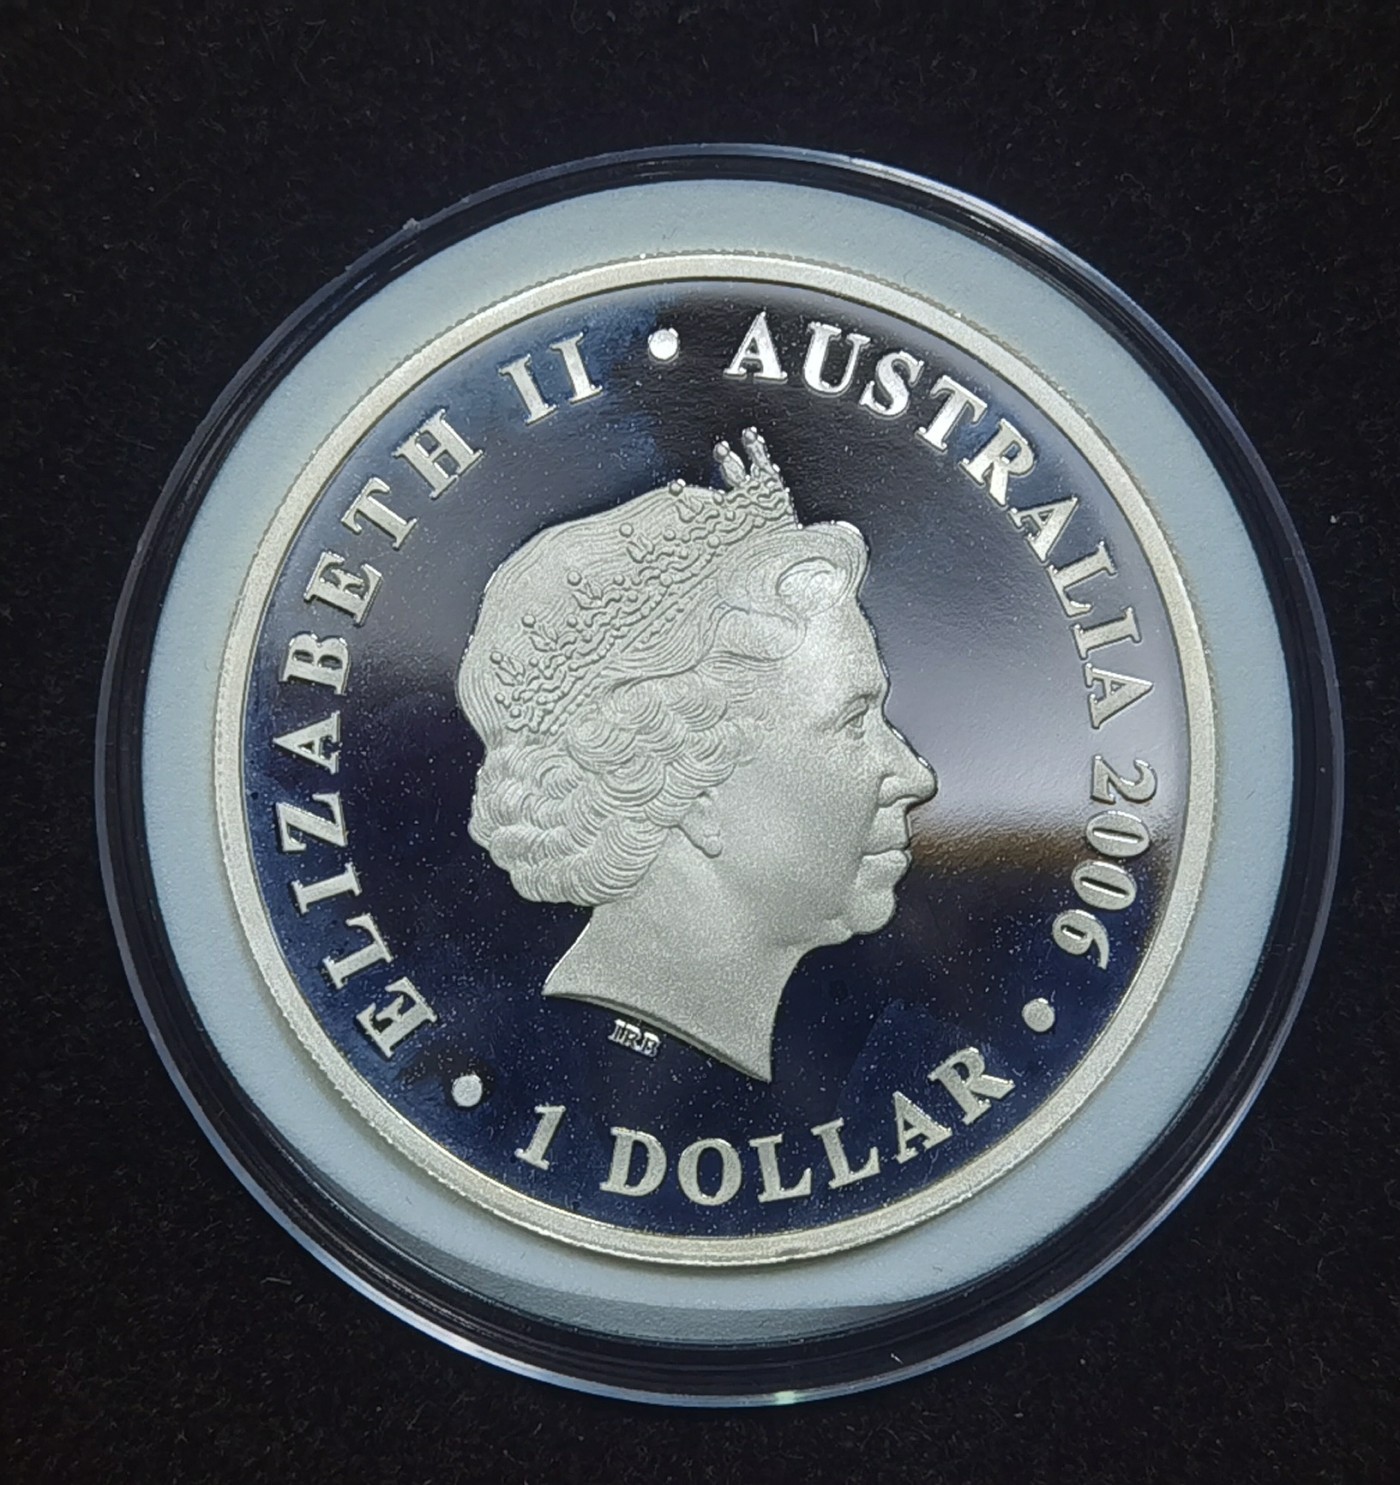 ELIZABETH II • AUSTRALIA 2006 •
1 DOLLAR •
IRB